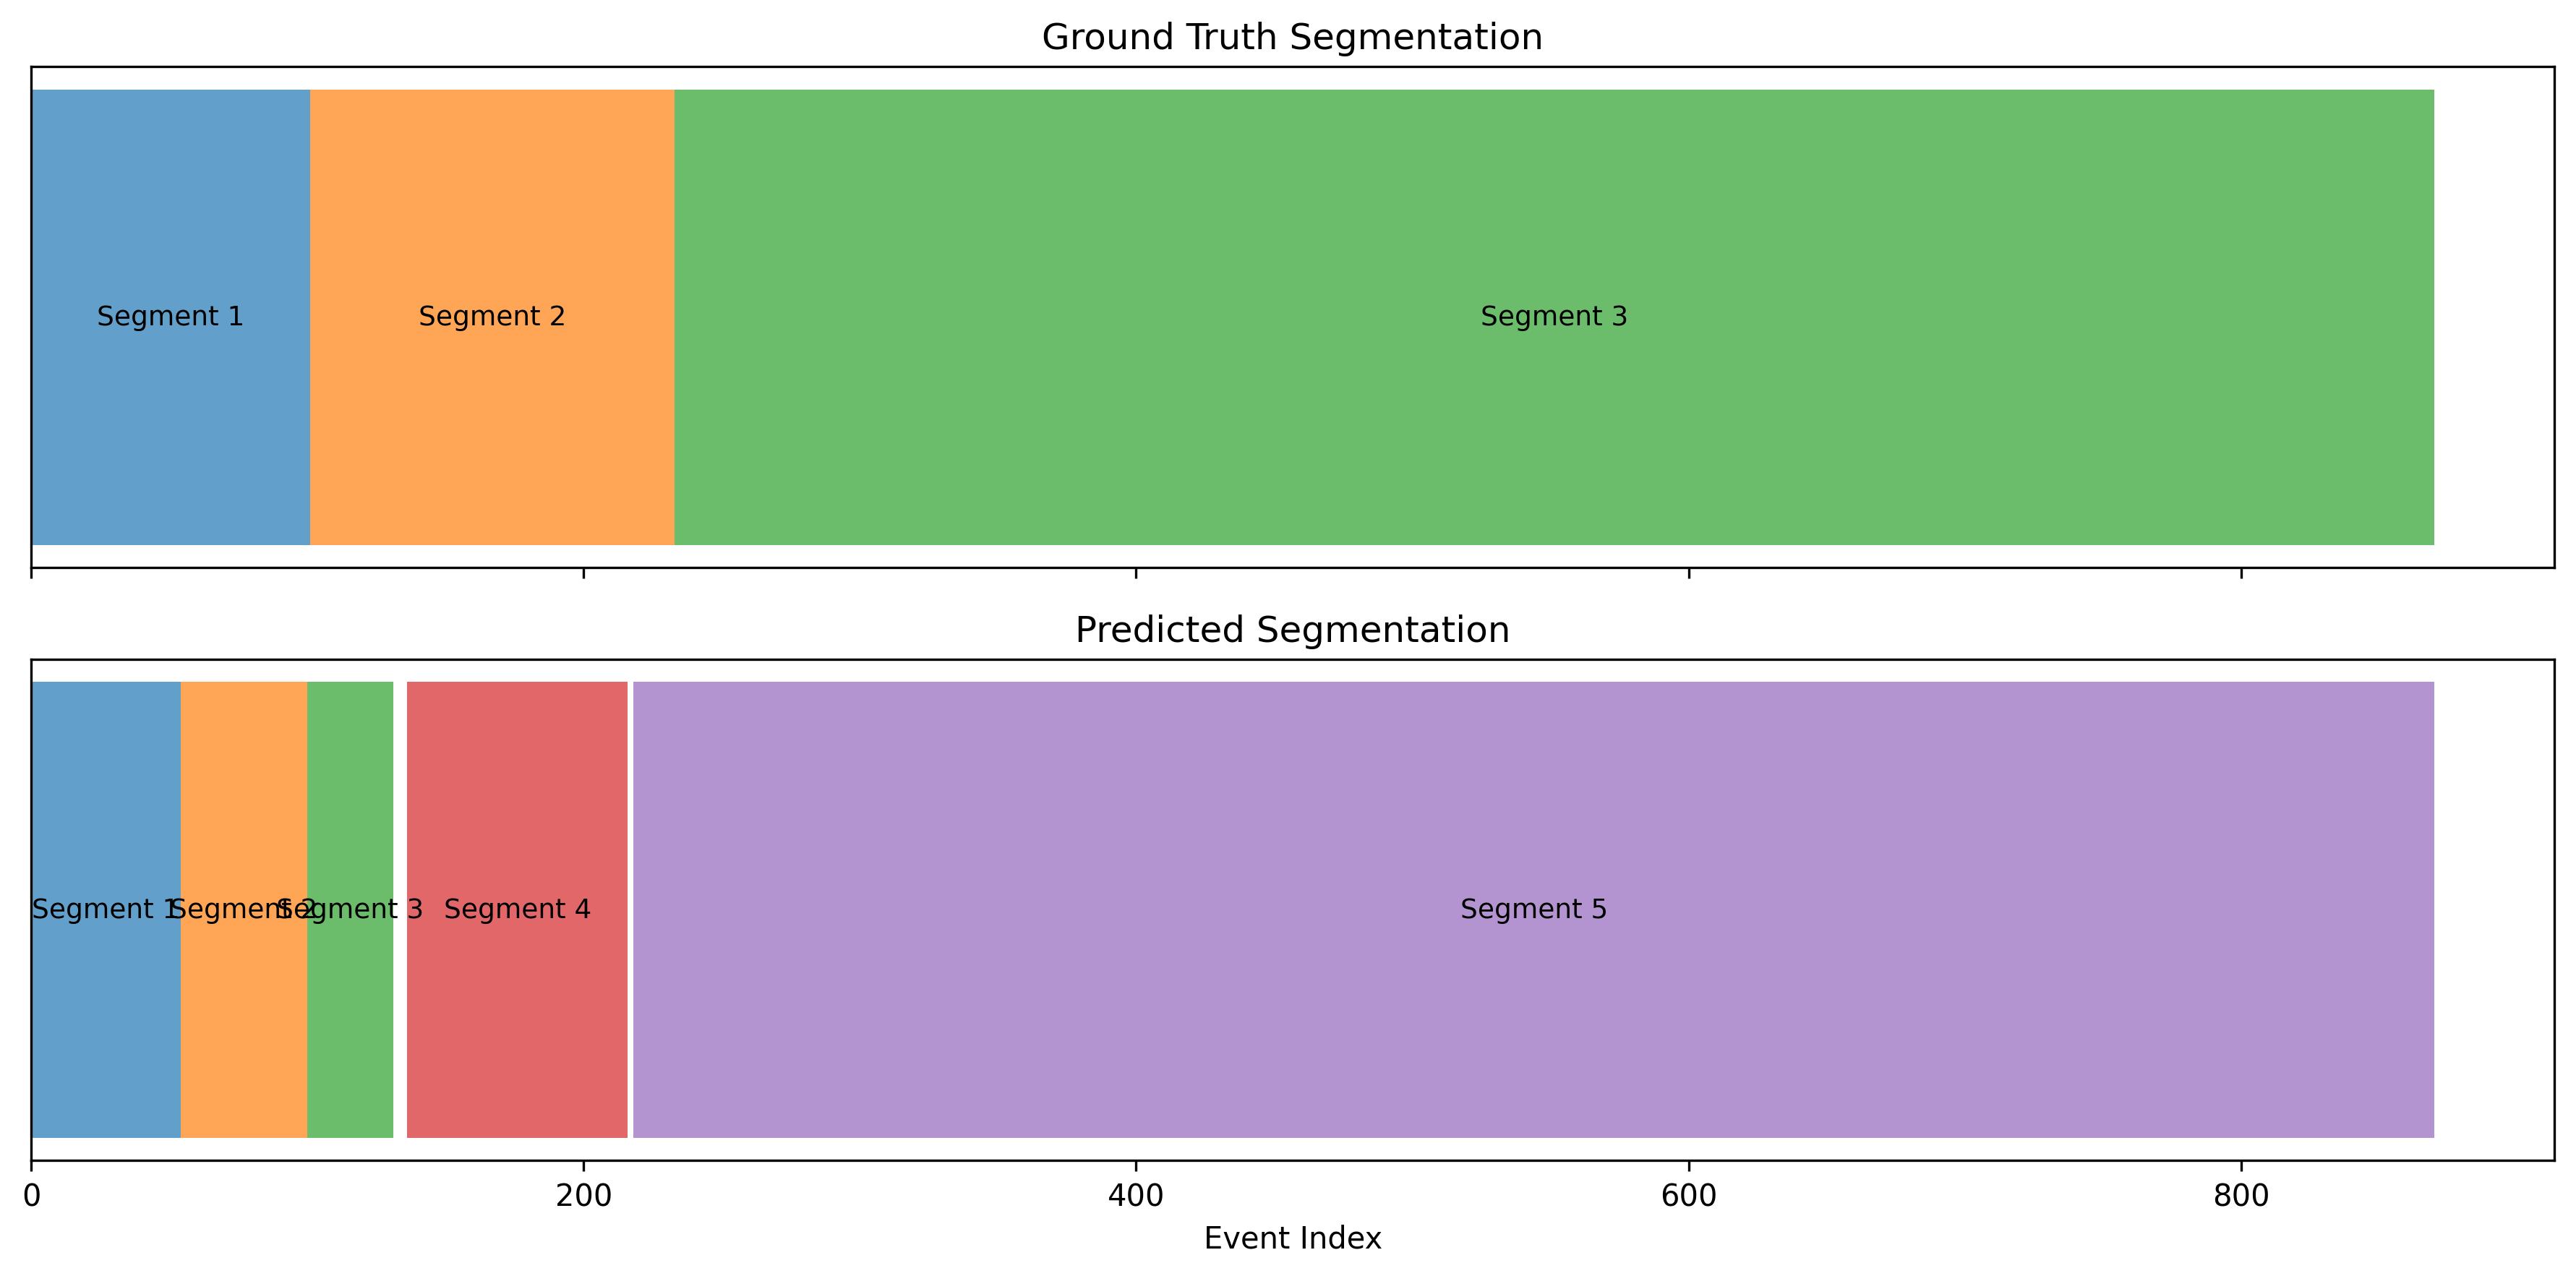 Ground Truth Segmentation
Segment 1 Segment 2 Segment 3
Predicted Segmentation
Segment 1 Segment 2 Segment 3 Segment 4 Segment 5
0 200 400 600 800
Event Index